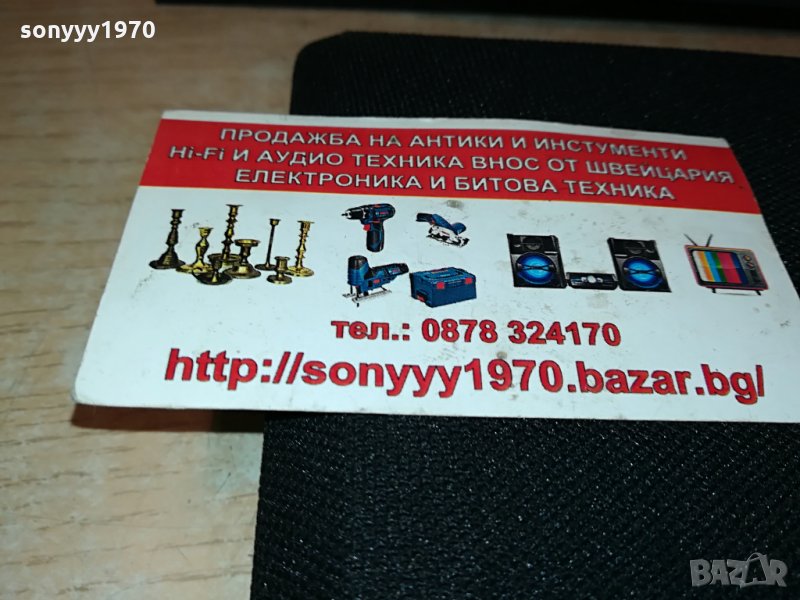 sonyyy1970
ПРОДАЖБА НА АНТИКИ И ИНСТУМЕНТИ
Hi-Fi И АУДИО ТЕХНИКА ВНОС ОТ ШВЕИЦАРИЯ
ЕЛЕКТРОНИКА И БИТОВА ТЕХНИКА
тел.: 0878 324170
http://sonyyy1970.bazar.bg/
BAZAR